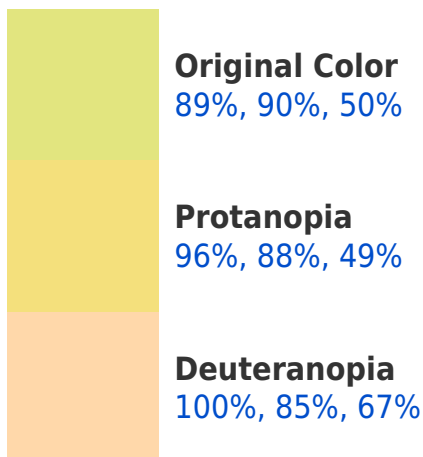 Original Color
89%, 90%, 50%
Protanopia
96%, 88%, 49%
Deuteranopia
100%, 85%, 67%